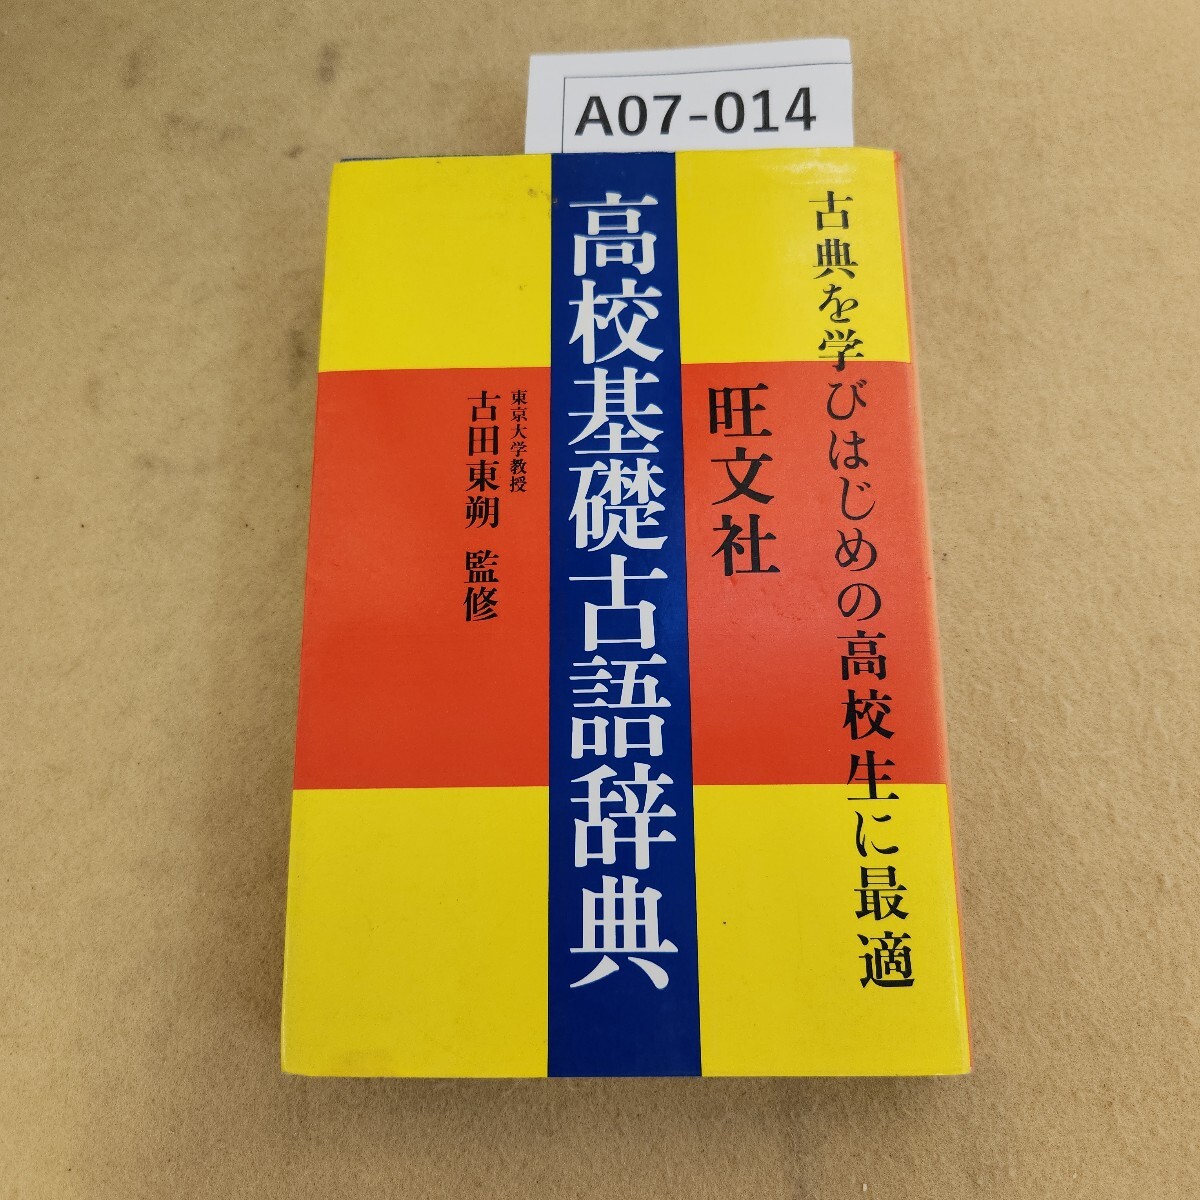 A07-014
古典を学びはじめの高校生に最適
旺文社
高校基礎古語辞典
東京大学教授
古田東朔 監修